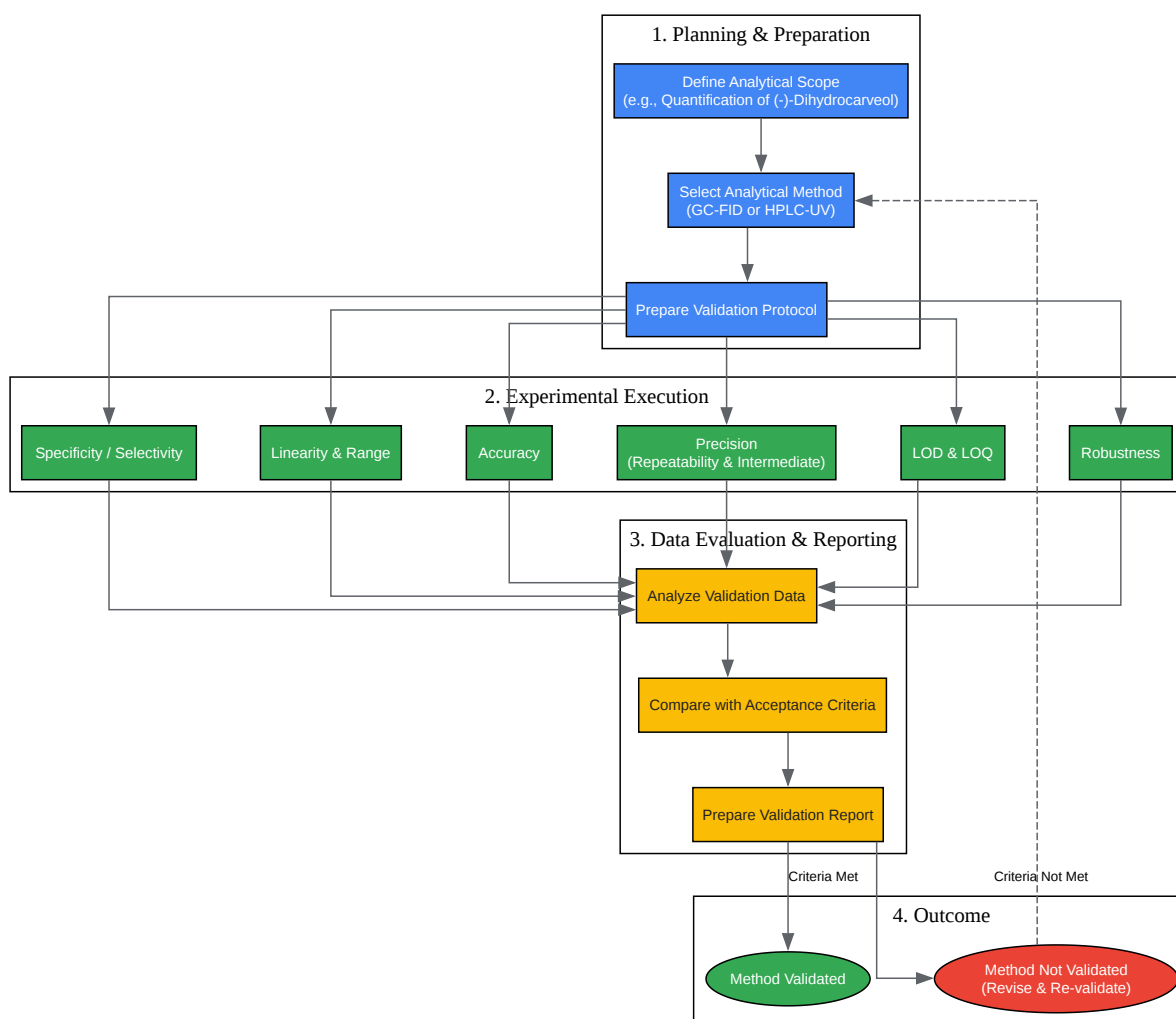 1. Planning & Preparation
Define Analytical Scope
(e.g., Quantification of (-)-Dihydrocarveol)
Select Analytical Method
(GC-FID or HPLC-UV)
Prepare Validation Protocol
2. Experimental Execution
Specificity / Selectivity
Linearity & Range
Accuracy
Precision
(Repeatability & Intermediate)
LOD & LOQ
Robustness
3. Data Evaluation & Reporting
Analyze Validation Data
Compare with Acceptance Criteria
Prepare Validation Report
Criteria Met
Criteria Not Met
4. Outcome
Method Validated
Method Not Validated
(Revise & Re-validate)